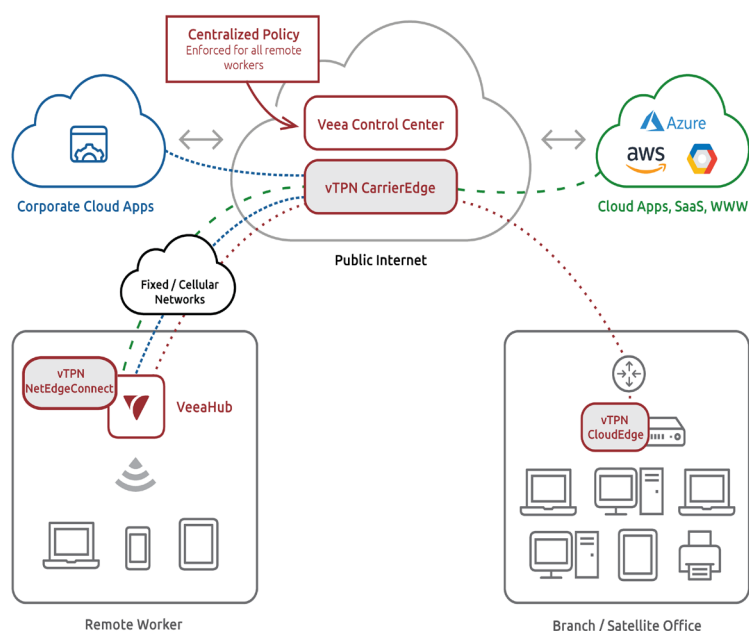 Centralized Policy
Enforced for all remote
workers
Veea Control Center
Azure
aws
vTPN CarrierEdge
Corporate Cloud Apps
Cloud Apps, SaaS, WWW
Public Internet
Fixed / Cellular
Networks
vTPN
NetEdgeConnect
VeeaHub
vTPN
CloudEdge
Remote Worker
Branch / Satellite Office